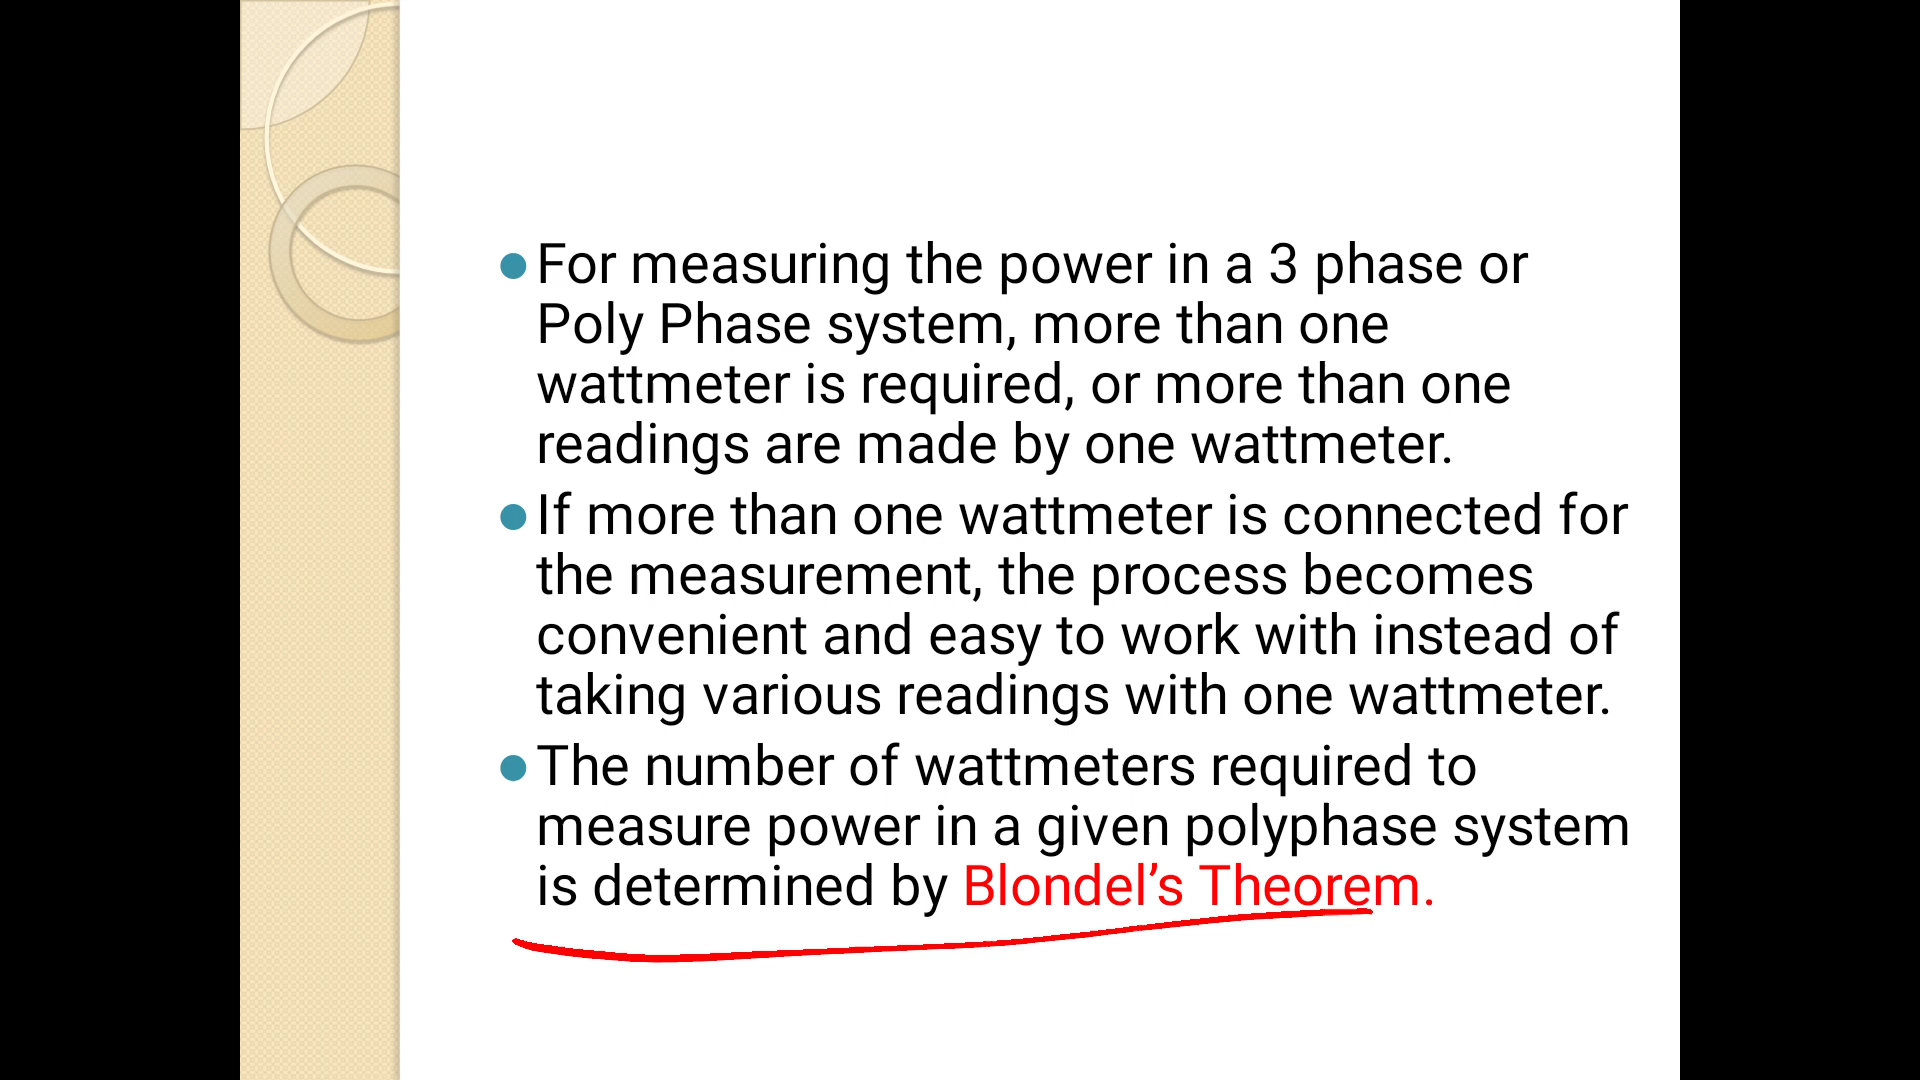 For measuring the power in a 3 phase or
Poly Phase system, more than one
wattmeter is required, or more than one
readings are made by one wattmeter.
If more than one wattmeter is connected for
the measurement, the process becomes
convenient and easy to work with instead of
taking various readings with one wattmeter.
The number of wattmeters required to
measure power in a given polyphase system
is determined by Blondel’s Theorem.